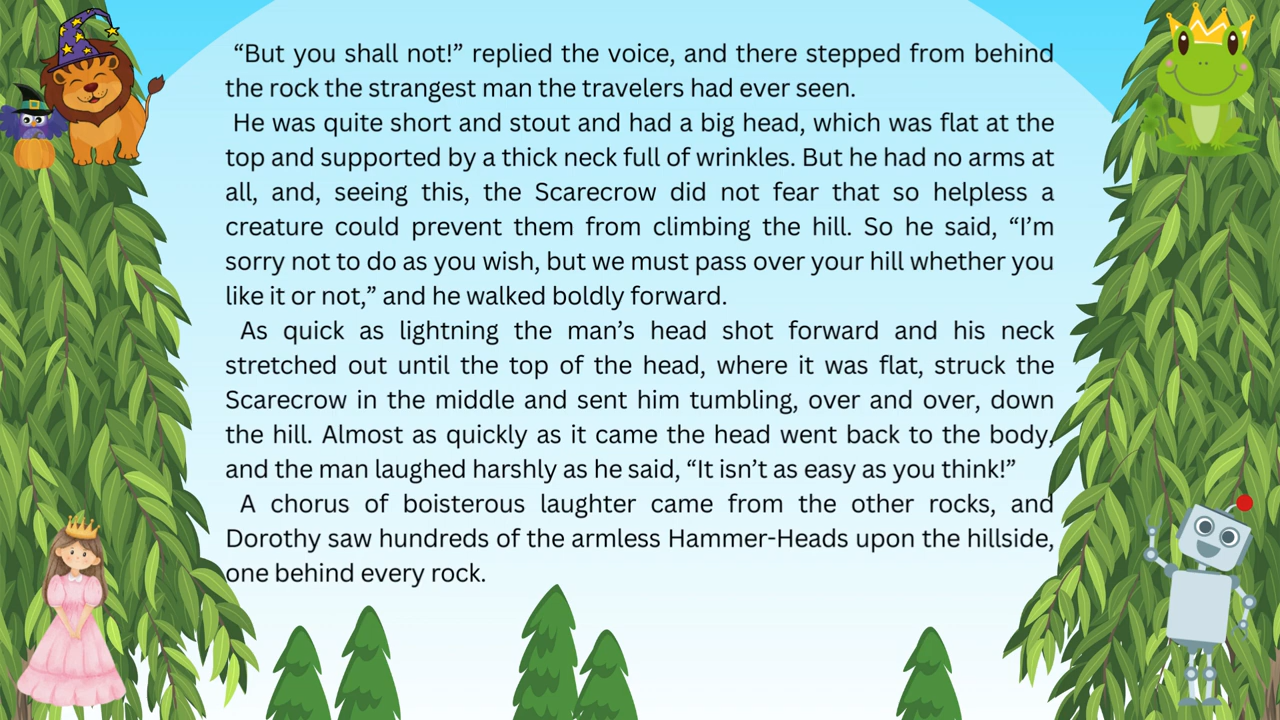 “But you shall not!” replied the voice, and there stepped from behind
the rock the strangest man the travelers had ever seen.
He was quite short and stout and had a big head, which was flat at the
top and supported by a thick neck full of wrinkles. But he had no arms at
all, and, seeing this, the Scarecrow did not fear that so helpless a
creature could prevent them from climbing the hill. So he said, “I’m
sorry not to do as you wish, but we must pass over your hill whether you
like it or not,” and he walked boldly forward.
As quick as lightning the man’s head shot forward and his neck
stretched out until the top of the head, where it was flat, struck the
Scarecrow in the middle and sent him tumbling, over and over, down
the hill. Almost as quickly as it came the head went back to the body,
and the man laughed harshly as he said, “It isn’t as easy as you think!”
A chorus of boisterous laughter came from the other rocks, and
Dorothy saw hundreds of the armless Hammer-Heads upon the hillside,
one behind every rock.